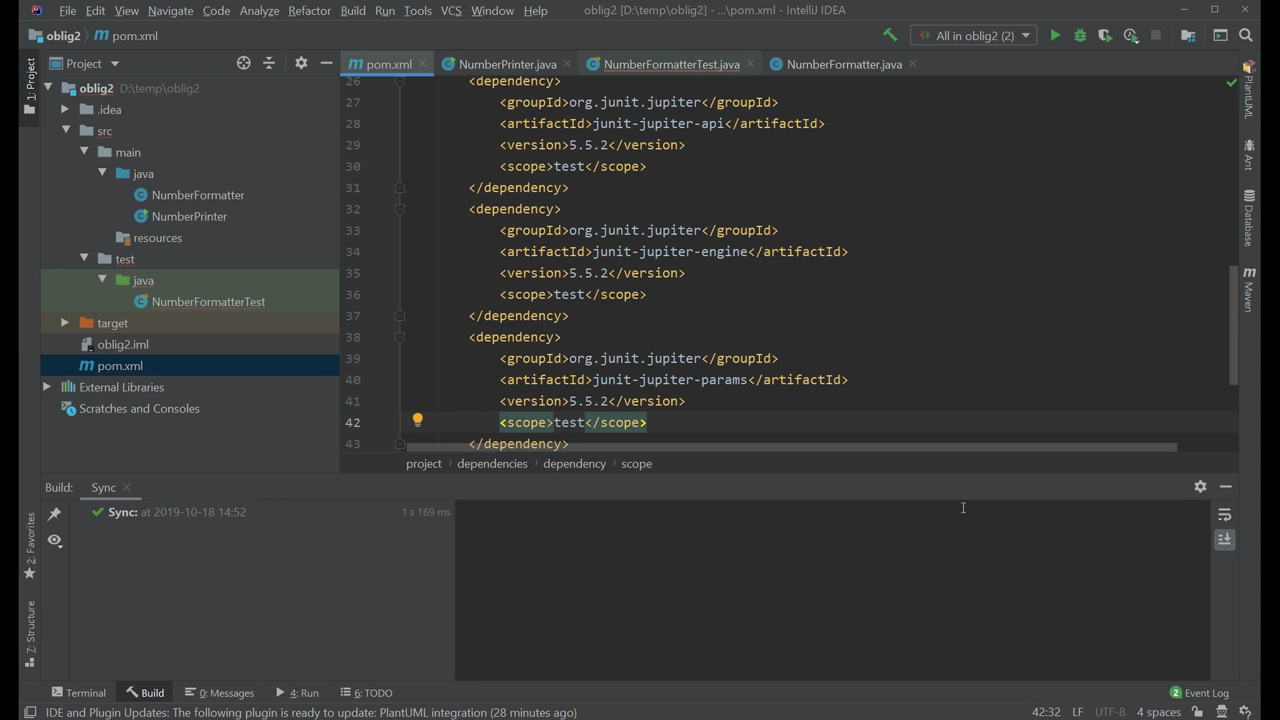 File Edit View Navigate Code Analyze Refactor Build Run Tools VCS Window Help oblig2 [D:\temp\oblig2] - ...\pom.xml - IntelliJ IDEA
oblig2 pom.xml All in oblig2 (2)
1: Project
Project
pom.xml NumberPrinter.java NumberFormatterTest.java NumberFormatter.java
oblig2 D:\temp\oblig2
.idea
src
main
java
NumberFormatter
NumberPrinter
resources
test
java
NumberFormatterTest
target
oblig2.iml
pom.xml
External Libraries
Scratches and Consoles
26 <dependency>
27 <groupId>org.junit.jupiter</groupId>
28 <artifactId>junit-jupiter-api</artifactId>
29 <version>5.5.2</version>
30 <scope>test</scope>
31 </dependency>
32 <dependency>
33 <groupId>org.junit.jupiter</groupId>
34 <artifactId>junit-jupiter-engine</artifactId>
35 <version>5.5.2</version>
36 <scope>test</scope>
37 </dependency>
38 <dependency>
39 <groupId>org.junit.jupiter</groupId>
40 <artifactId>junit-jupiter-params</artifactId>
41 <version>5.5.2</version>
42 <scope>test</scope>
43 </dependency>
project dependencies dependency scope
PlantUML
Ant
Database
m Maven
Build: Sync
Sync: at 2019-10-18 14:52 1 s 169 ms
2: Favorites
7: Structure
Terminal Build 0: Messages 4: Run 6: TODO 2 Event Log
IDE and Plugin Updates: The following plugin is ready to update: PlantUML integration (28 minutes ago) 42:32 LF UTF-8 4 spaces